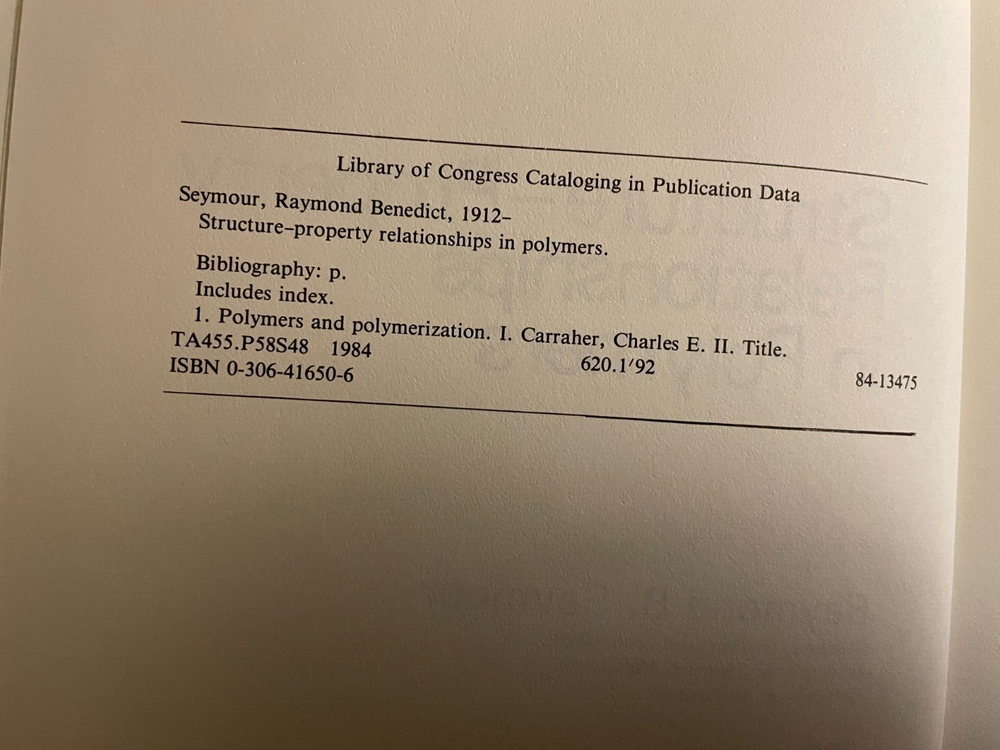 Library of Congress Cataloging in Publication Data
Seymour, Raymond Benedict, 1912–
Structure–property relationships in polymers.
Bibliography: p.
Includes index.
1. Polymers and polymerization. I. Carraher, Charles E. II. Title.
TA455.P58S48 1984 620.1′92 84-13475
ISBN 0-306-41650-6